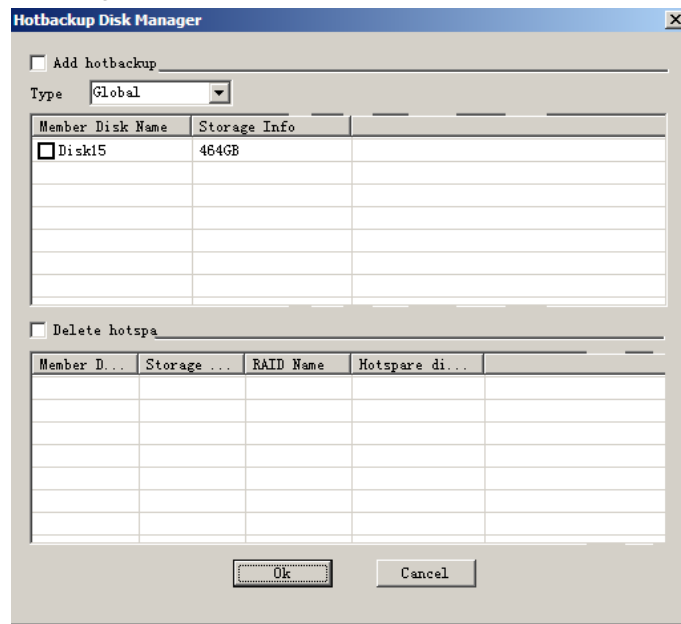 Hotbackup Disk Manager
Add hotbackup
Type Global
Member Disk Name Storage Info
Disk15 464GB
Delete hotspa
Member D... Storage ... RAID Name Hotspare di...
Ok Cancel